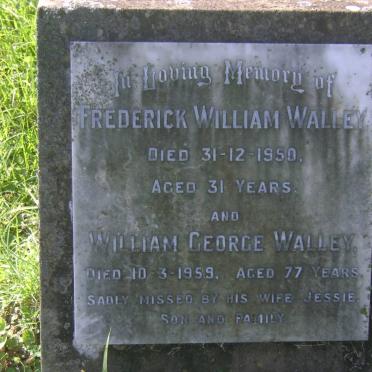 In Loving Memory of
FREDERICK WILLIAM WALLEY,
DIED 31-12-1950,
AGED 31 YEARS.
AND
WILLIAM GEORGE WALLEY,
DIED 10-3-1959, AGED 77 YEARS
SADLY MISSED BY HIS WIFE JESSIE,
SON AND FAMILY.